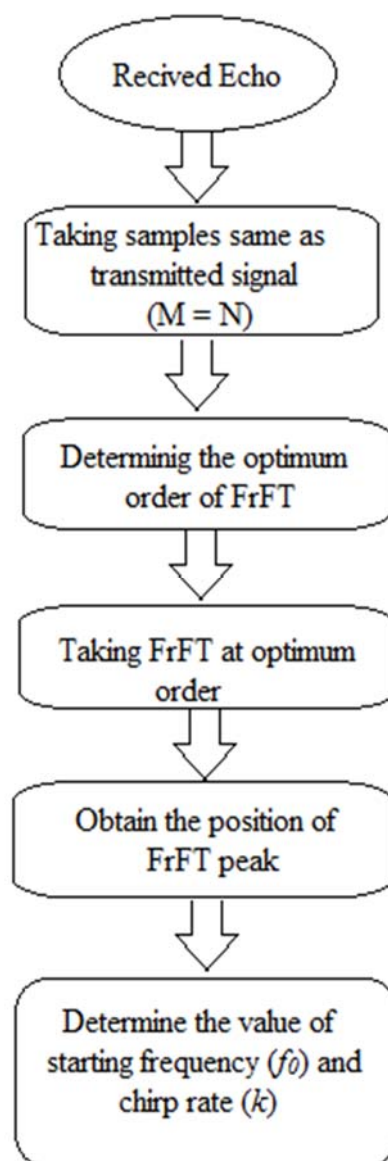 Recived Echo
Taking samples same as
transmitted signal
(M = N)
Determinig the optimum
order of FrFT
Taking FrFT at optimum
order
Obtain the position of
FrFT peak
Determine the value of
starting frequency (f0) and
chirp rate (k)